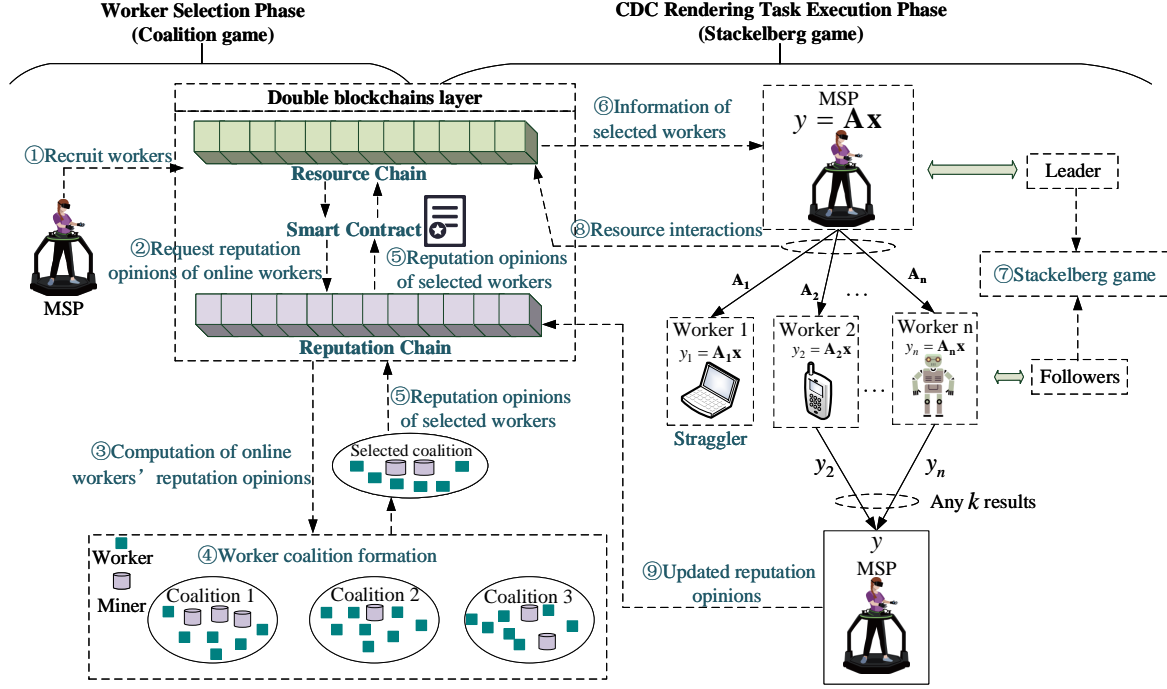 Worker Selection Phase
(Coalition game)
CDC Rendering Task Execution Phase
(Stackelberg game)
Double blockchains layer
①Recruit workers
MSP
Resource Chain
Smart Contract
②Request reputation
opinions of online workers
⑤Reputation opinions
of selected workers
Reputation Chain
⑥Information of
selected workers
MSP
y = Ax
Leader
⑧Resource interactions
⑦Stackelberg game
A1
A2
...
An
Worker 1
y1 = A1x
Straggler
Worker 2
y2 = A2x
...
Worker n
yn = Anx
Followers
③Computation of online
workers’ reputation opinions
⑤Reputation opinions
of selected workers
Selected coalition
y2
yn
Any k results
Worker
Miner
④Worker coalition formation
Coalition 1
Coalition 2
Coalition 3
⑨Updated reputation
opinions
y
MSP